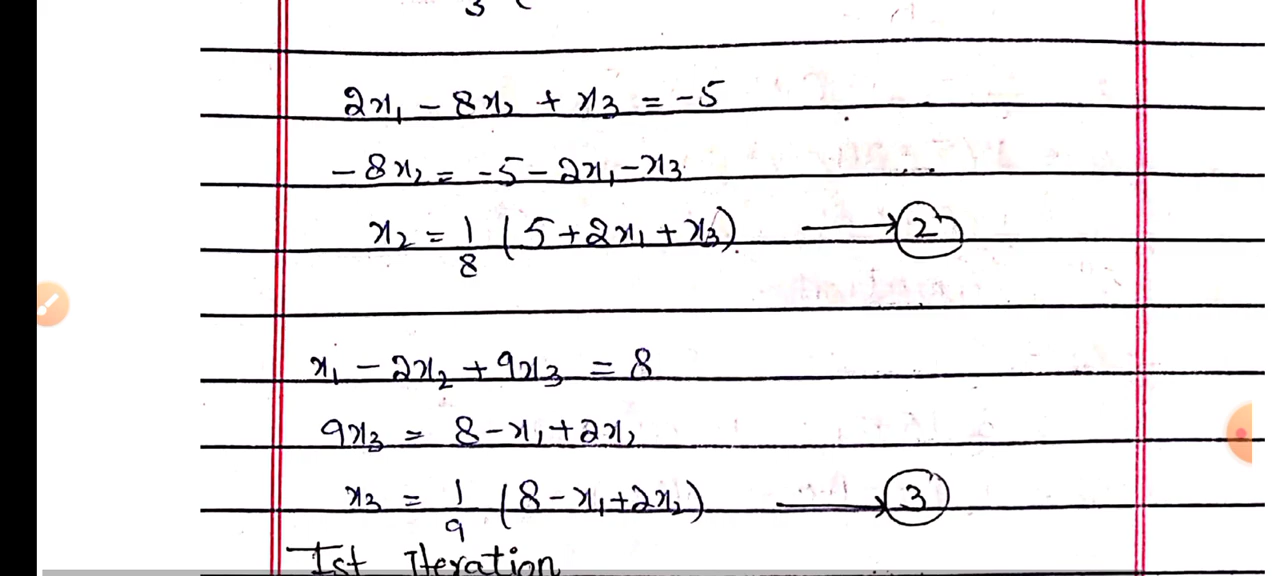 3 (
2x₁ - 8x₂ + x₃ = -5
-8x₂ = -5 - 2x₁ - x₃
x₂ = 1/8 (5 + 2x₁ + x₃) → ②
x₁ - 2x₂ + 9x₃ = 8
9x₃ = 8 - x₁ + 2x₂
x₃ = 1/9 (8 - x₁ + 2x₂) → ③
Ist Iteration